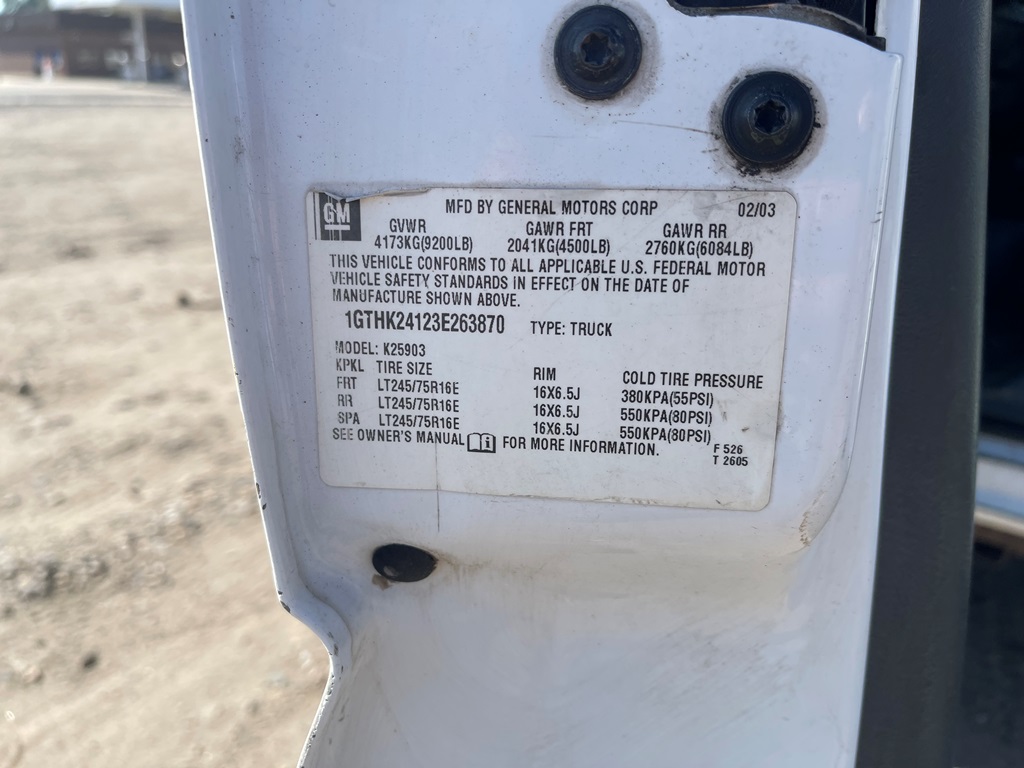 GM MFD BY GENERAL MOTORS CORP 02/03
GVWR GAWR FRT GAWR RR
4173KG(9200LB) 2041KG(4500LB) 2760KG(6084LB)
THIS VEHICLE CONFORMS TO ALL APPLICABLE U.S. FEDERAL MOTOR
VEHICLE SAFETY STANDARDS IN EFFECT ON THE DATE OF
MANUFACTURE SHOWN ABOVE.
1GTHK24123E263870 TYPE: TRUCK
MODEL: K25903
KPKL TIRE SIZE RIM COLD TIRE PRESSURE
FRT LT245/75R16E 16X6.5J 380KPA(55PSI)
RR LT245/75R16E 16X6.5J 550KPA(80PSI)
SPA LT245/75R16E 16X6.5J 550KPA(80PSI)
SEE OWNER'S MANUAL FOR MORE INFORMATION.
F 526
T 2605